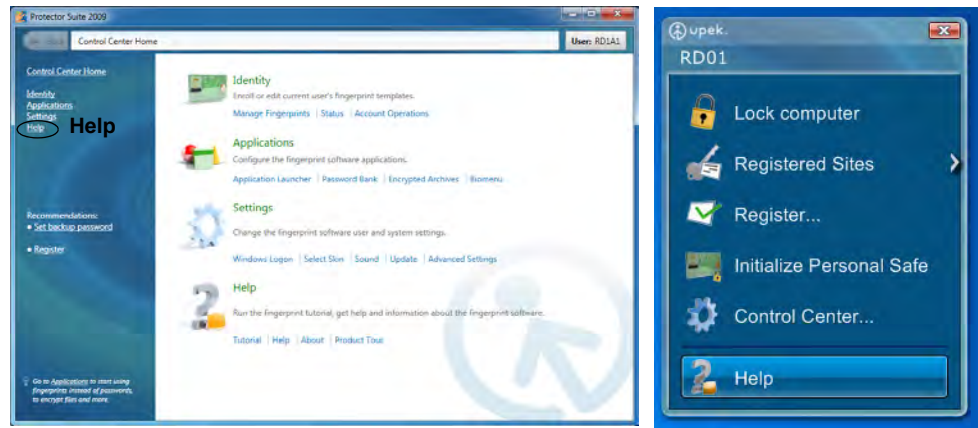 Protector Suite 2009
Control Center Home
User: RD1A1
Control Center Home
Identity
Applications
Settings
Help
Help
Recommendations:
• Set backup password
• Register
Go to Applications to start using
fingerprints instead of passwords,
to encrypt files and more.
Identity
Enroll or edit current user's fingerprint templates.
Manage Fingerprints | Status | Account Operations
Applications
Configure the fingerprint software applications.
Application Launcher | Password Bank | Encrypted Archives | Biomenu
Settings
Change the fingerprint software user and system settings.
Windows Logon | Select Skin | Sound | Update | Advanced Settings
Help
Run the fingerprint tutorial, get help and information about the fingerprint software.
Tutorial | Help | About | Product Tour
upek.
RD01
Lock computer
Registered Sites
Register...
Initialize Personal Safe
Control Center...
Help